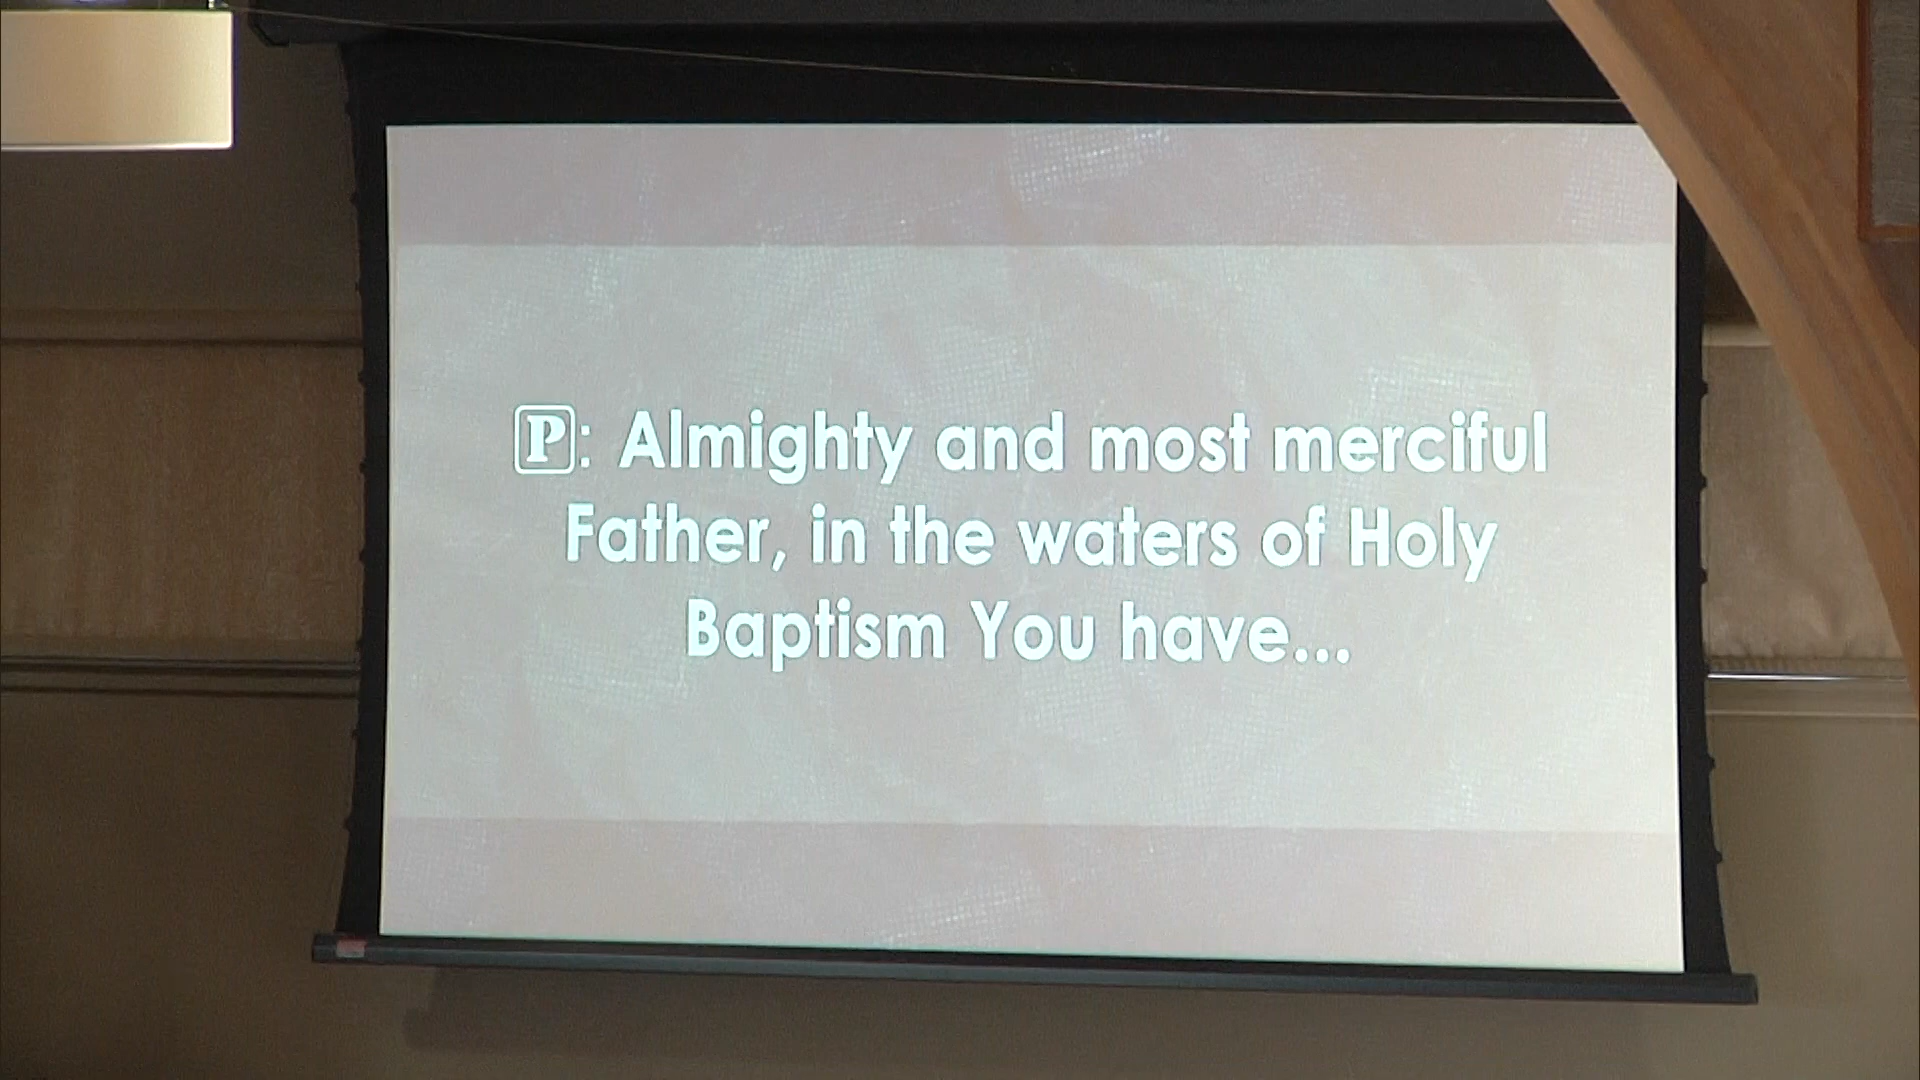 P: Almighty and most merciful
Father, in the waters of Holy
Baptism You have...